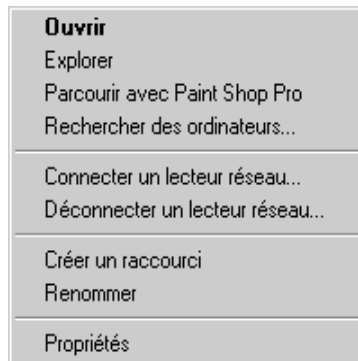 Ouvrir
Explorer
Parcourir avec Paint Shop Pro
Rechercher des ordinateurs...
Connecter un lecteur réseau...
Déconnecter un lecteur réseau...
Créer un raccourci
Renommer
Propriétés